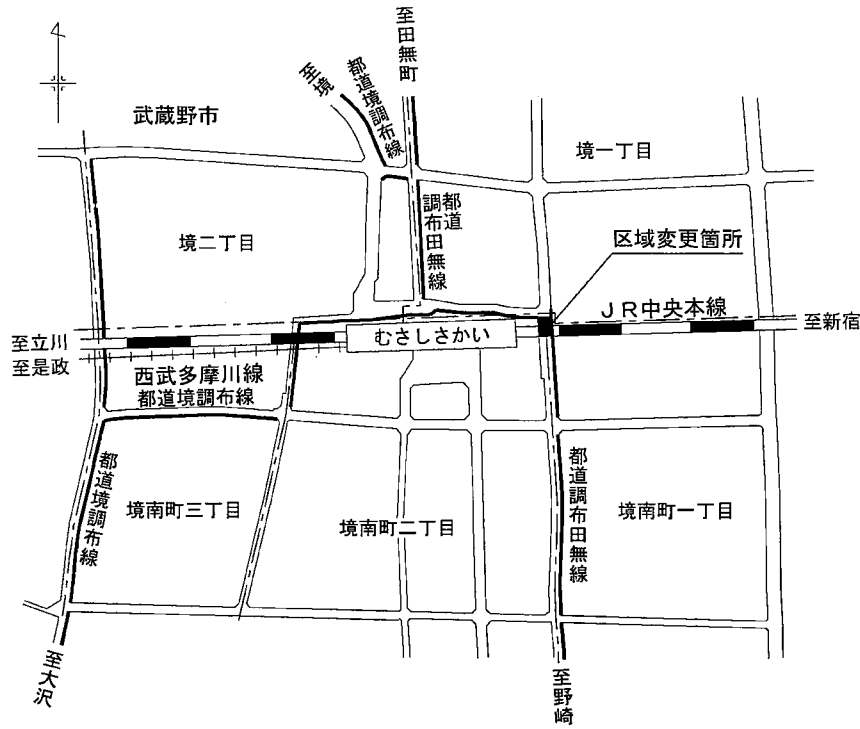 至田無町
至境
都道境調布線
武蔵野市
境一丁目
都道
調布田無線
境二丁目
区域変更箇所
JR中央本線
至新宿
むさしさかい
至立川
至是政
西武多摩川線
都道境調布線
都道境調布線
境南町三丁目
境南町二丁目
都道調布田無線
境南町一丁目
至大沢
至野崎